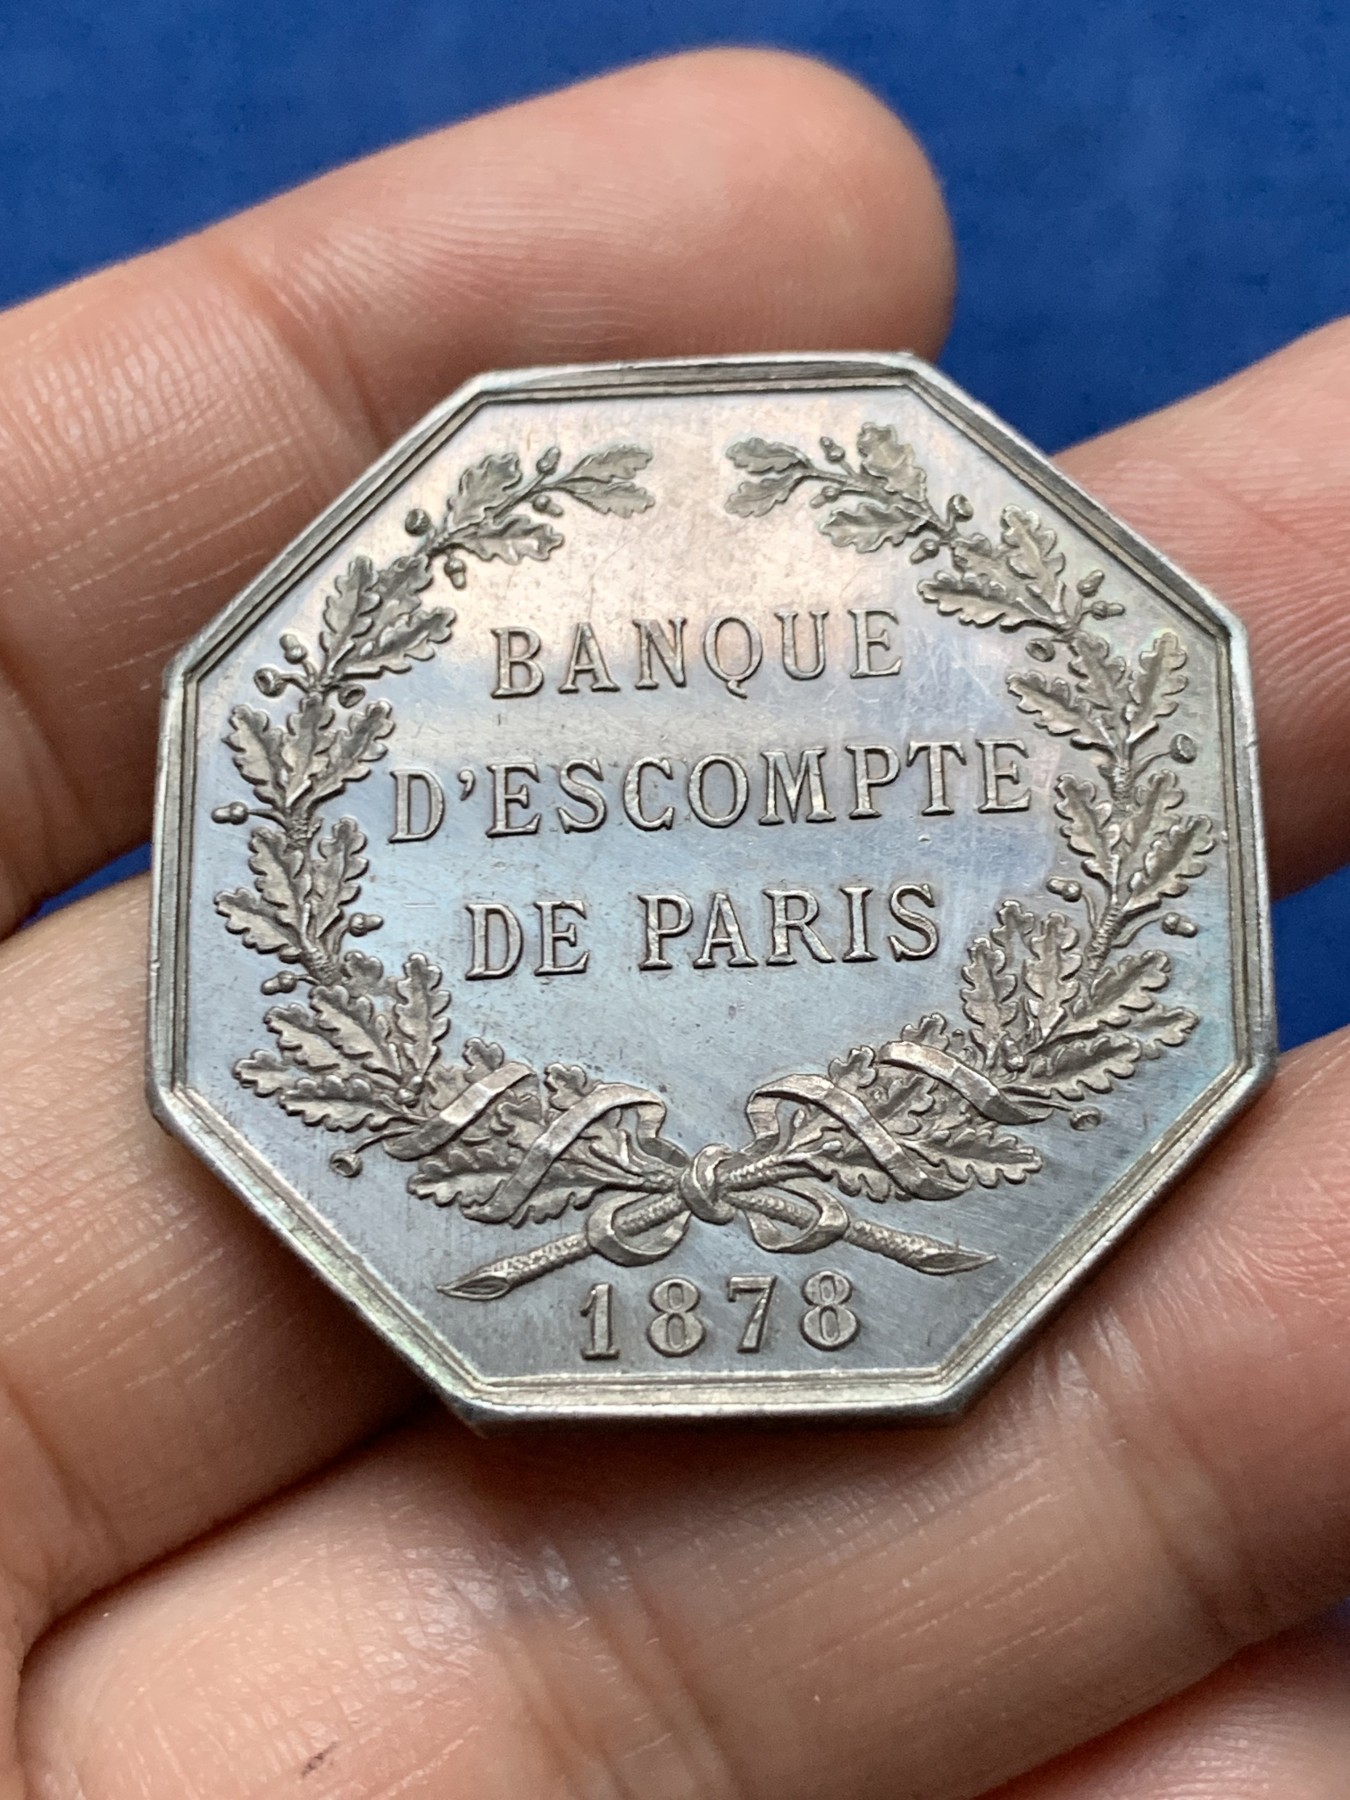 BANQUE
D'ESCOMPTE
DE PARIS
1878